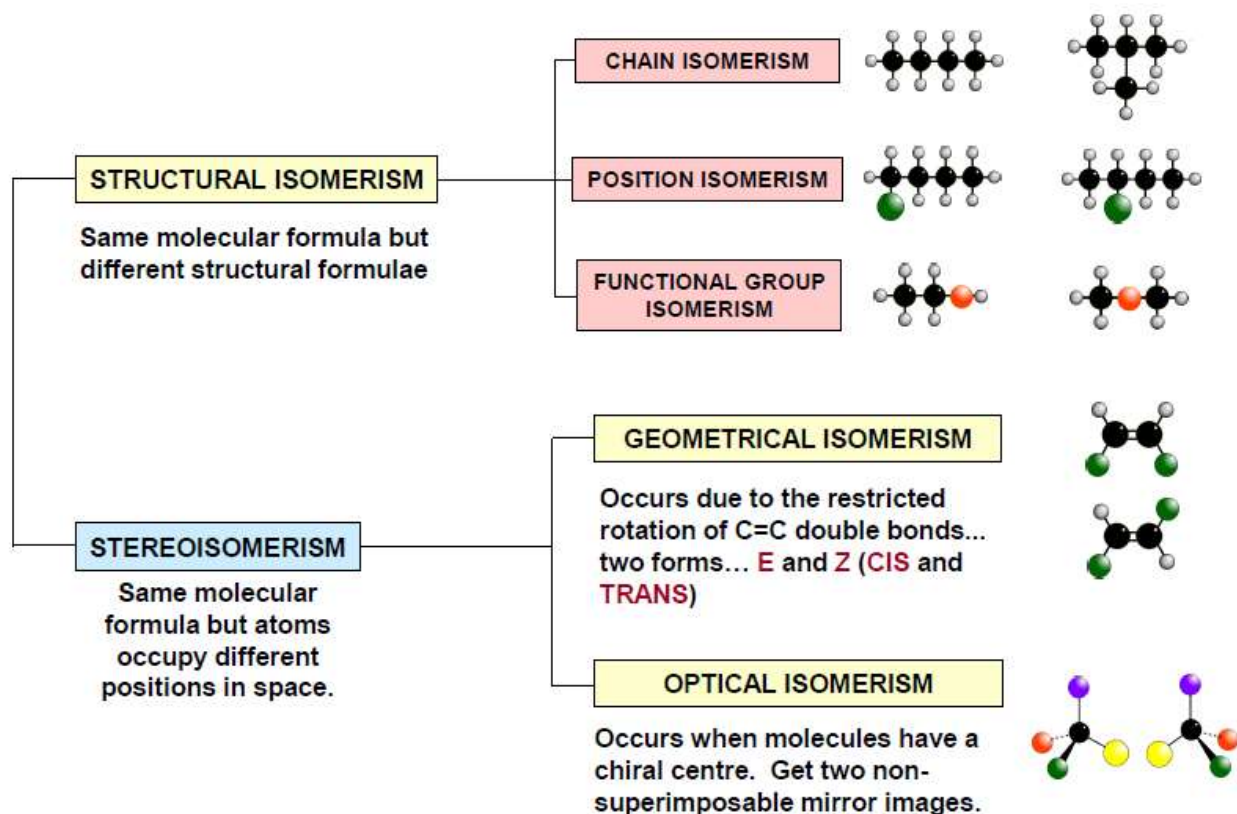 CHAIN ISOMERISM
STRUCTURAL ISOMERISM
Same molecular formula but
different structural formulae
POSITION ISOMERISM
FUNCTIONAL GROUP
ISOMERISM
GEOMETRICAL ISOMERISM
Occurs due to the restricted
rotation of C=C double bonds...
two forms… E and Z (CIS and
TRANS)
STEREOISOMERISM
Same molecular
formula but atoms
occupy different
positions in space.
OPTICAL ISOMERISM
Occurs when molecules have a
chiral centre. Get two non-
superimposable mirror images.